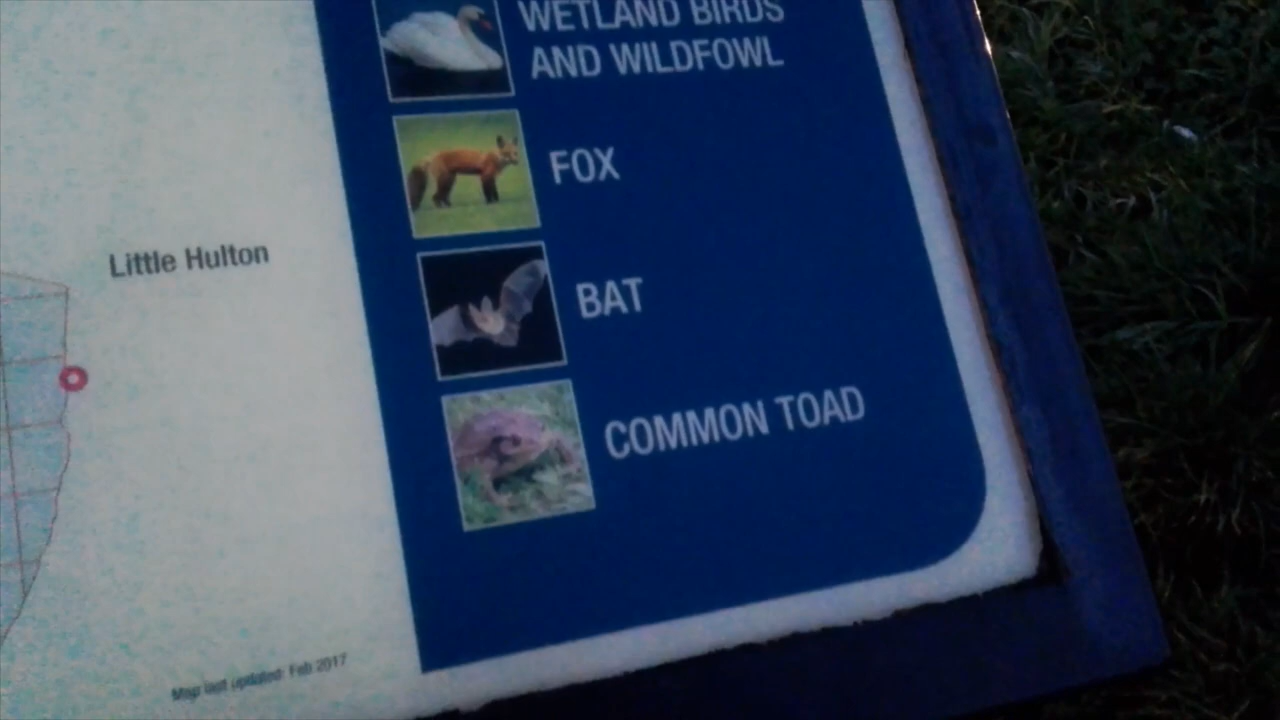 WETLAND BIRDS
AND WILDFOWL
FOX
BAT
COMMON TOAD
Little Hulton
Map last updated: Feb 2017